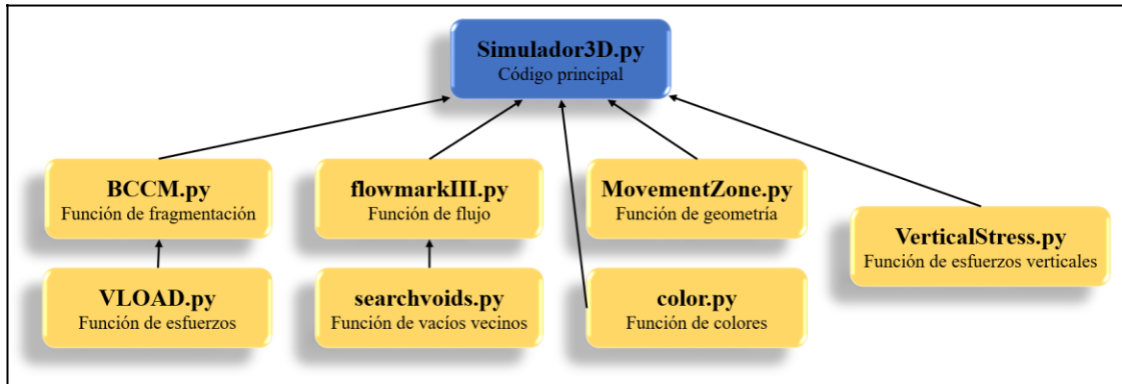 Simulador3D.py
Código principal
BCCM.py
Función de fragmentación
flowmarkIII.py
Función de flujo
MovementZone.py
Función de geometría
VerticalStress.py
Función de esfuerzos verticales
VLOAD.py
Función de esfuerzos
searchvoids.py
Función de vacíos vecinos
color.py
Función de colores